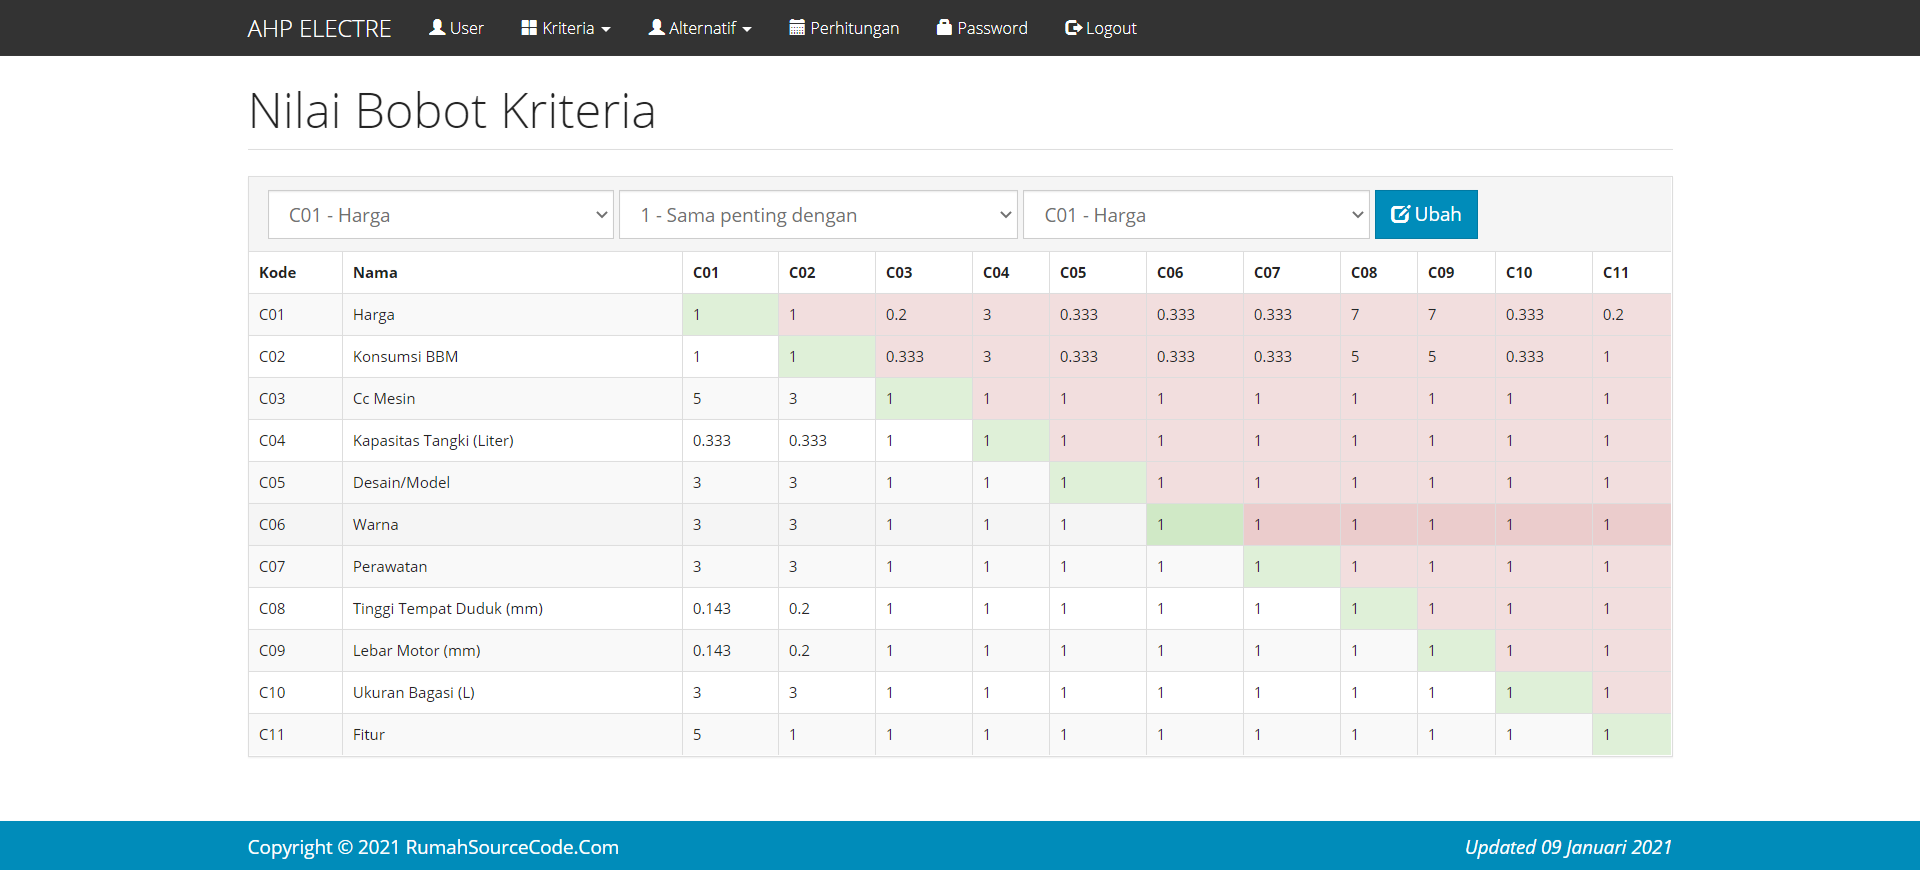 AHP ELECTRE User Kriteria Alternatif Perhitungan Password Logout
Nilai Bobot Kriteria
C01 - Harga 1 - Sama penting dengan C01 - Harga Ubah
Kode Nama C01 C02 C03 C04 C05 C06 C07 C08 C09 C10 C11
C01 Harga 1 1 0.2 3 0.333 0.333 0.333 7 7 0.333 0.2
C02 Konsumsi BBM 1 1 0.333 3 0.333 0.333 0.333 5 5 0.333 1
C03 Cc Mesin 5 3 1 1 1 1 1 1 1 1 1
C04 Kapasitas Tangki (Liter) 0.333 0.333 1 1 1 1 1 1 1 1 1
C05 Desain/Model 3 3 1 1 1 1 1 1 1 1 1
C06 Warna 3 3 1 1 1 1 1 1 1 1 1
C07 Perawatan 3 3 1 1 1 1 1 1 1 1 1
C08 Tinggi Tempat Duduk (mm) 0.143 0.2 1 1 1 1 1 1 1 1 1
C09 Lebar Motor (mm) 0.143 0.2 1 1 1 1 1 1 1 1 1
C10 Ukuran Bagasi (L) 3 3 1 1 1 1 1 1 1 1 1
C11 Fitur 5 1 1 1 1 1 1 1 1 1 1
Copyright © 2021 RumahSourceCode.Com Updated 09 Januari 2021